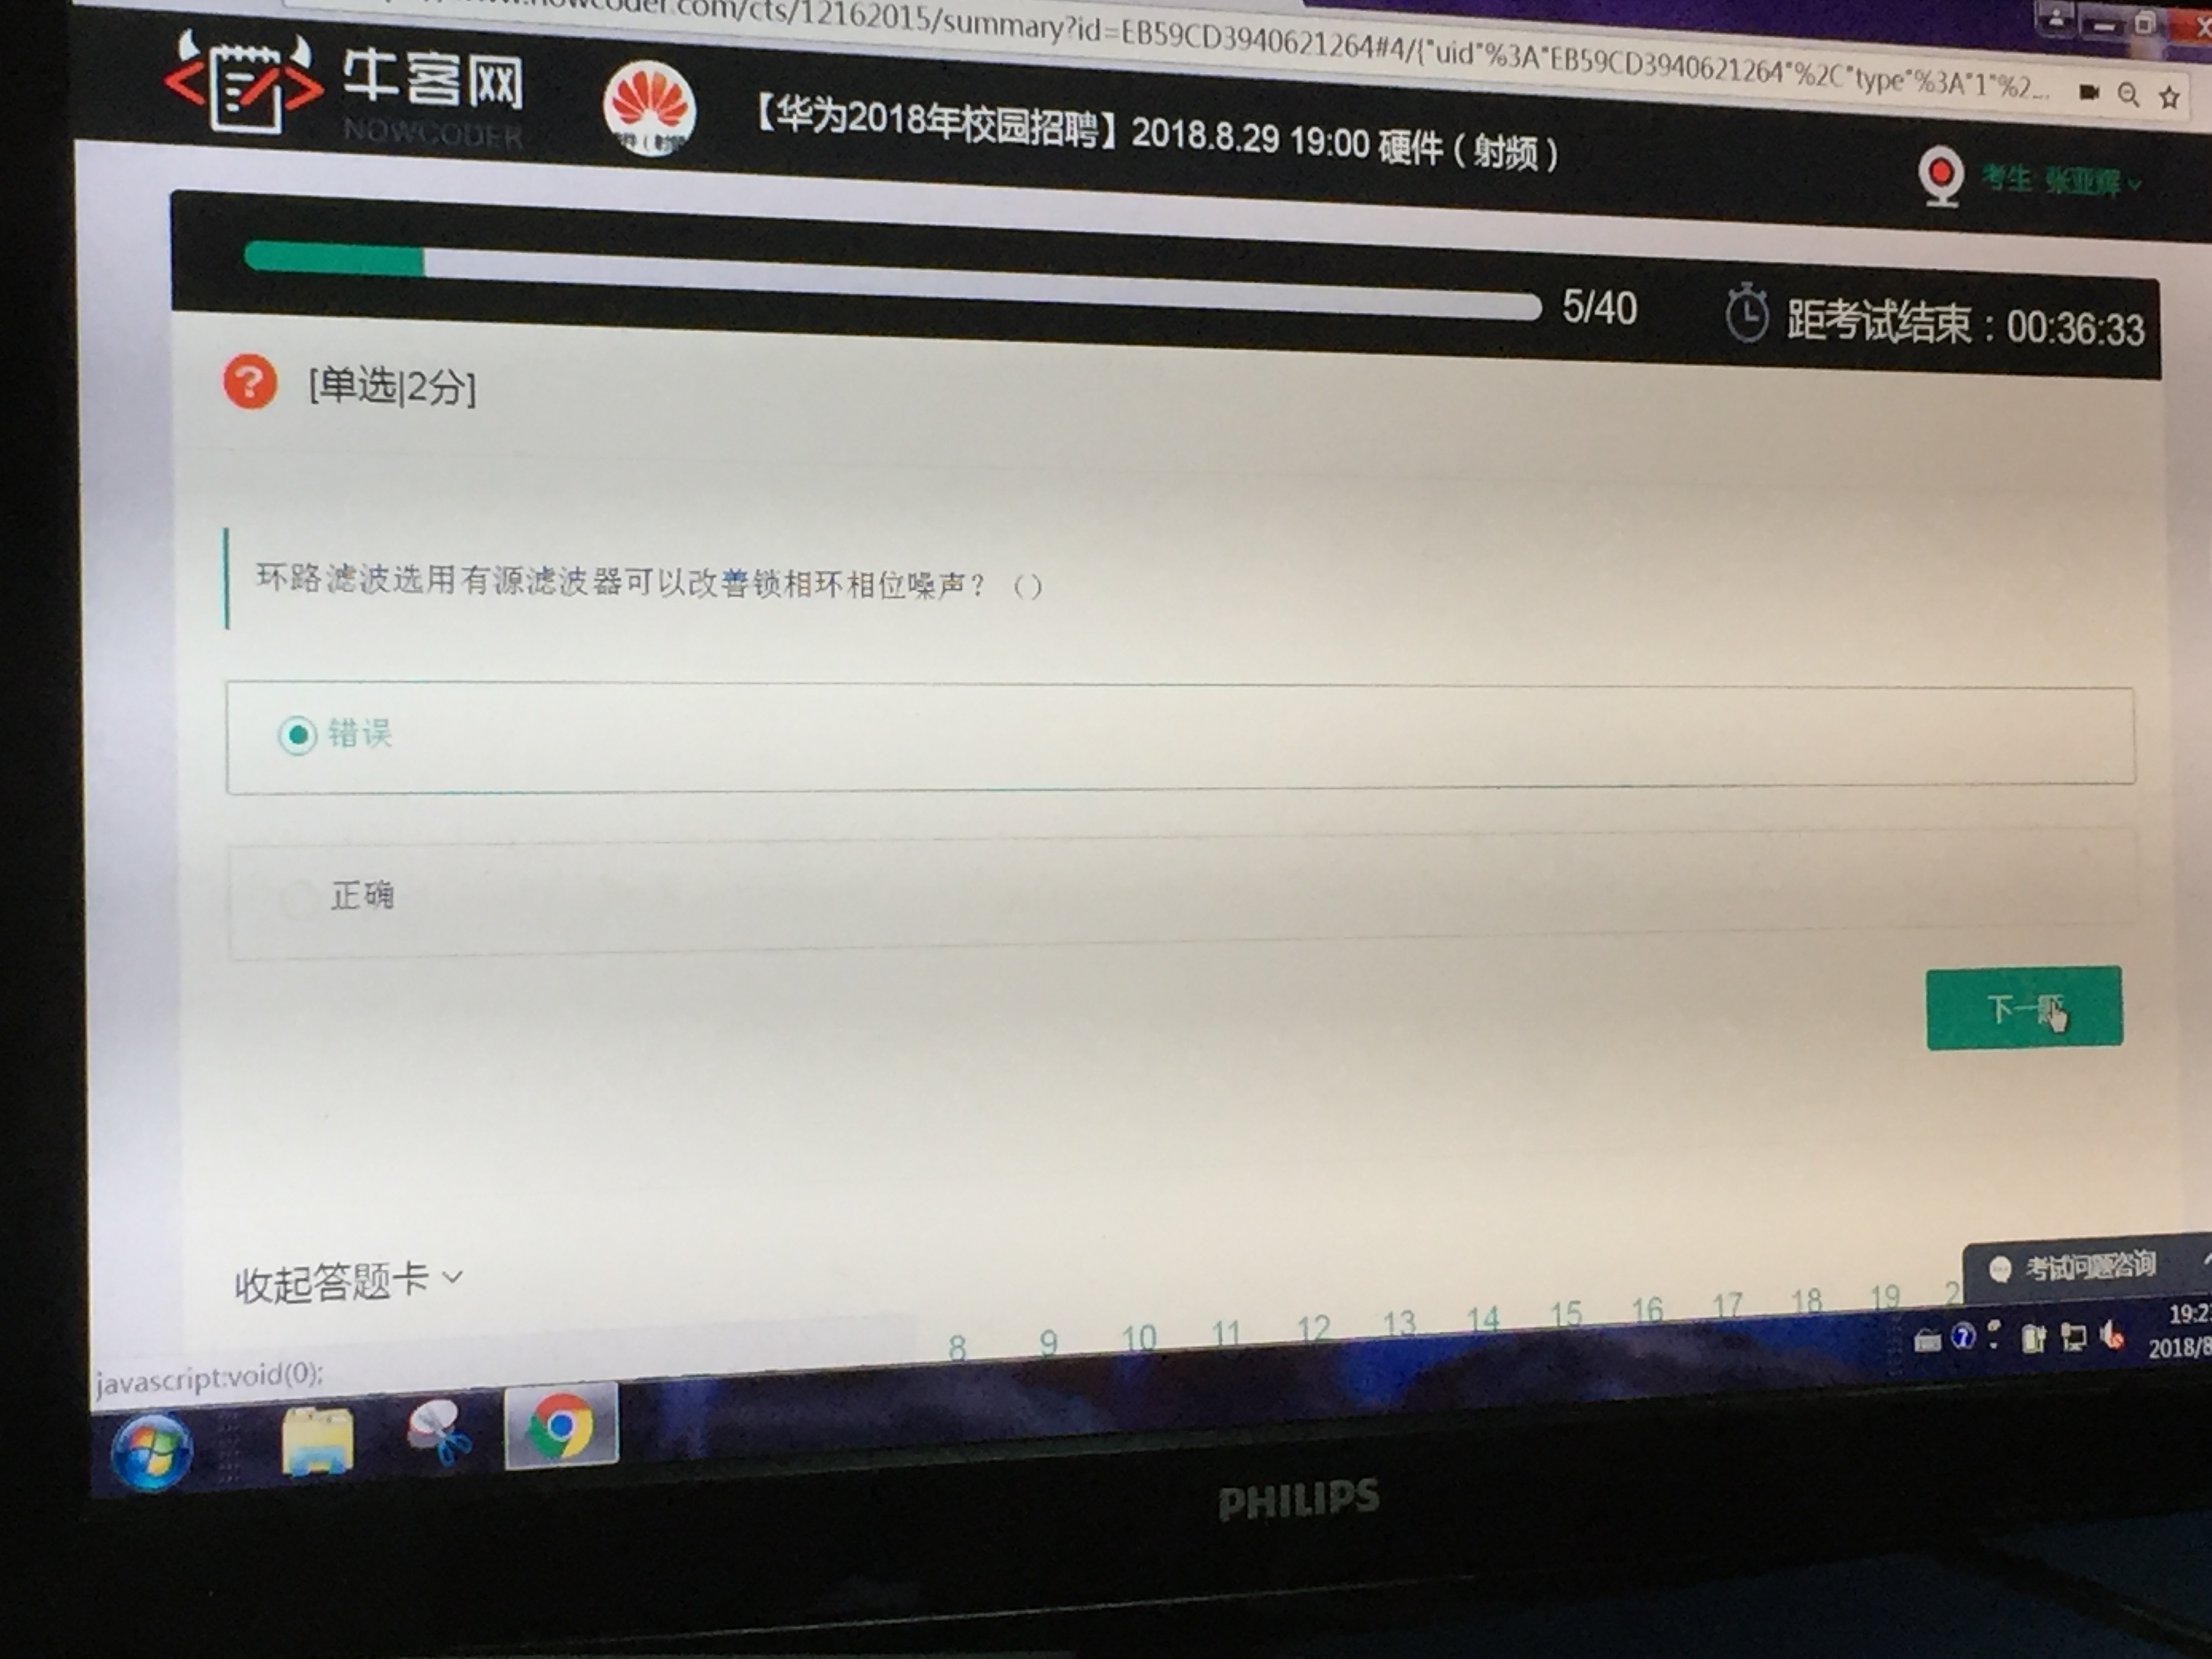 nowcoder.com/cts/12162015/summary?id=EB59CD3940621264#4/{"uid"%3A"EB59CD3940621264"%2C"type"%3A"1"%2...
牛客网
NOWCODER
【华为2018年校园招聘】2018.8.29 19:00 硬件（射频）
考生 张亚辉
5/40
距考试结束：00:36:33
[单选|2分]
环路滤波选用有源滤波器可以改善锁相环相位噪声？（）
错误
正确
下一题
收起答题卡
考试问题咨询
8 9 10 11 12 13 14 15 16 17 18 19 2
javascript:void(0);
19:2
2018/8
PHILIPS